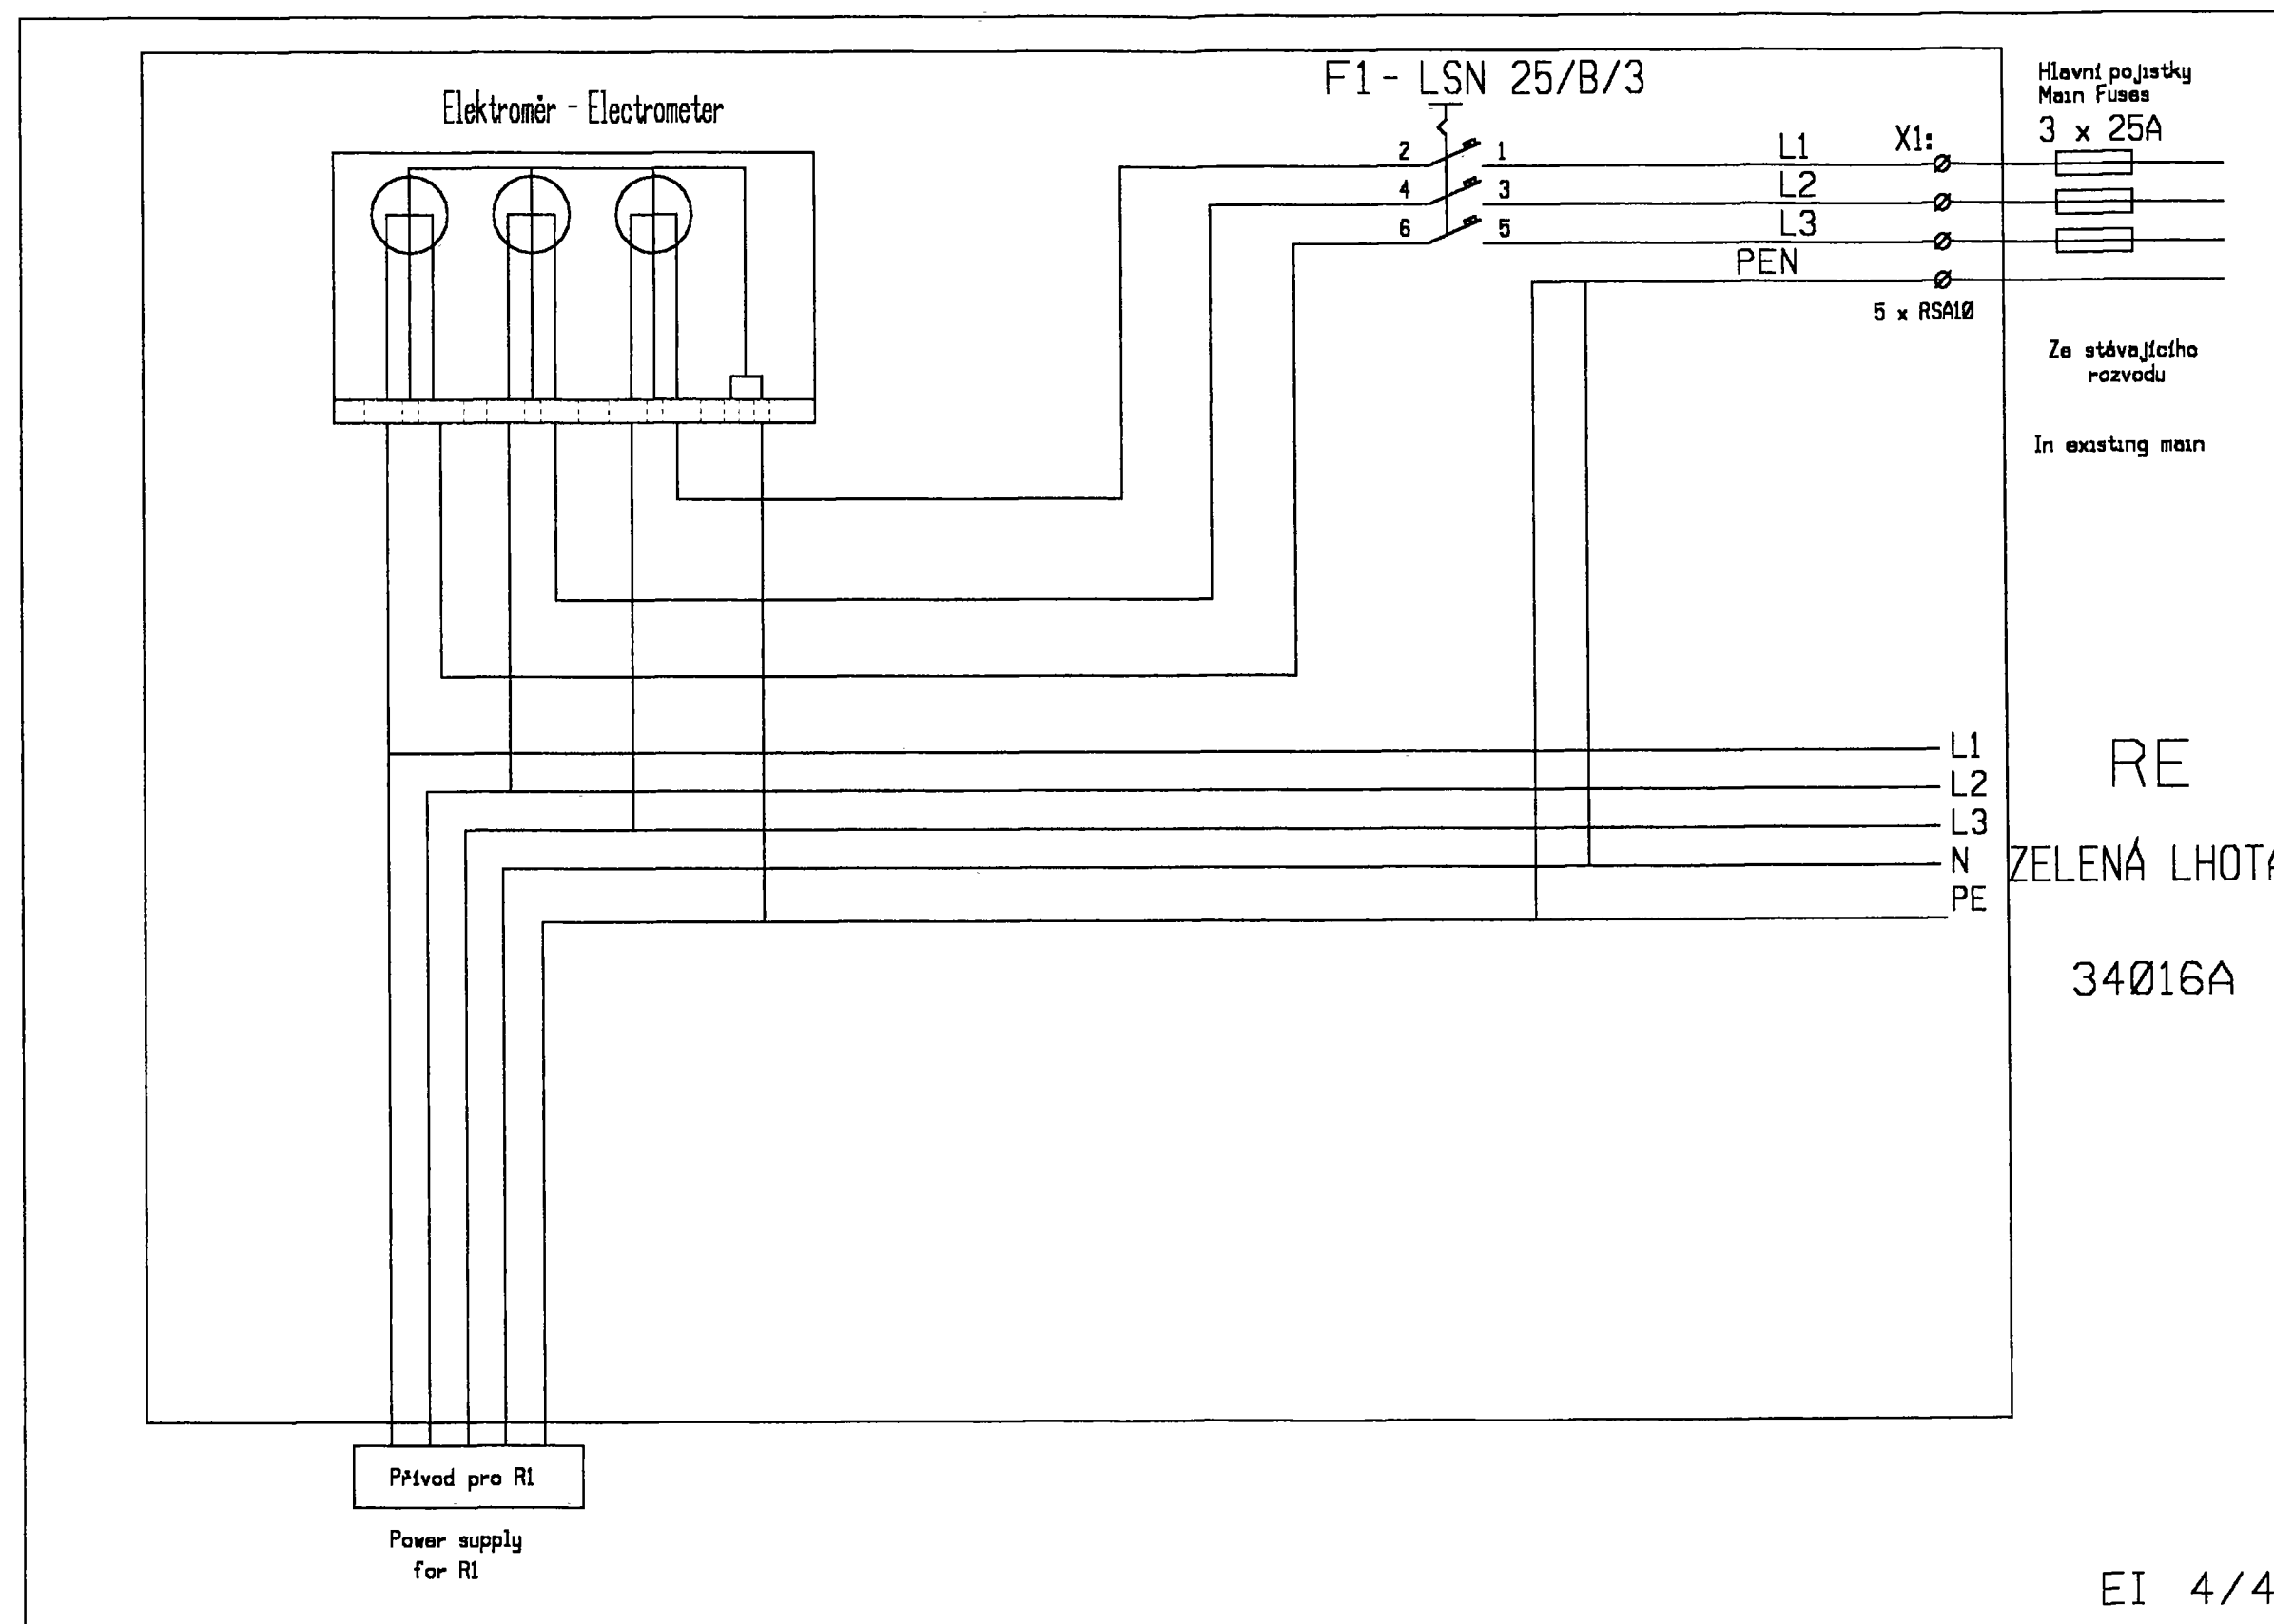 F1 - LSN 25/B/3
Hlavní pojistky
Main Fuses
3 x 25A
Elektroměr - Electrometer
2 1 L1 X1:
4 3 L2
6 5 L3
PEN
5 x RSA10
Ze stávajícího
rozvodu
In existing main
L1
L2
L3
N
PE
RE
ZELENÁ LHOTA
34016A
Přívod pro R1
Power supply
for R1
EI 4/4